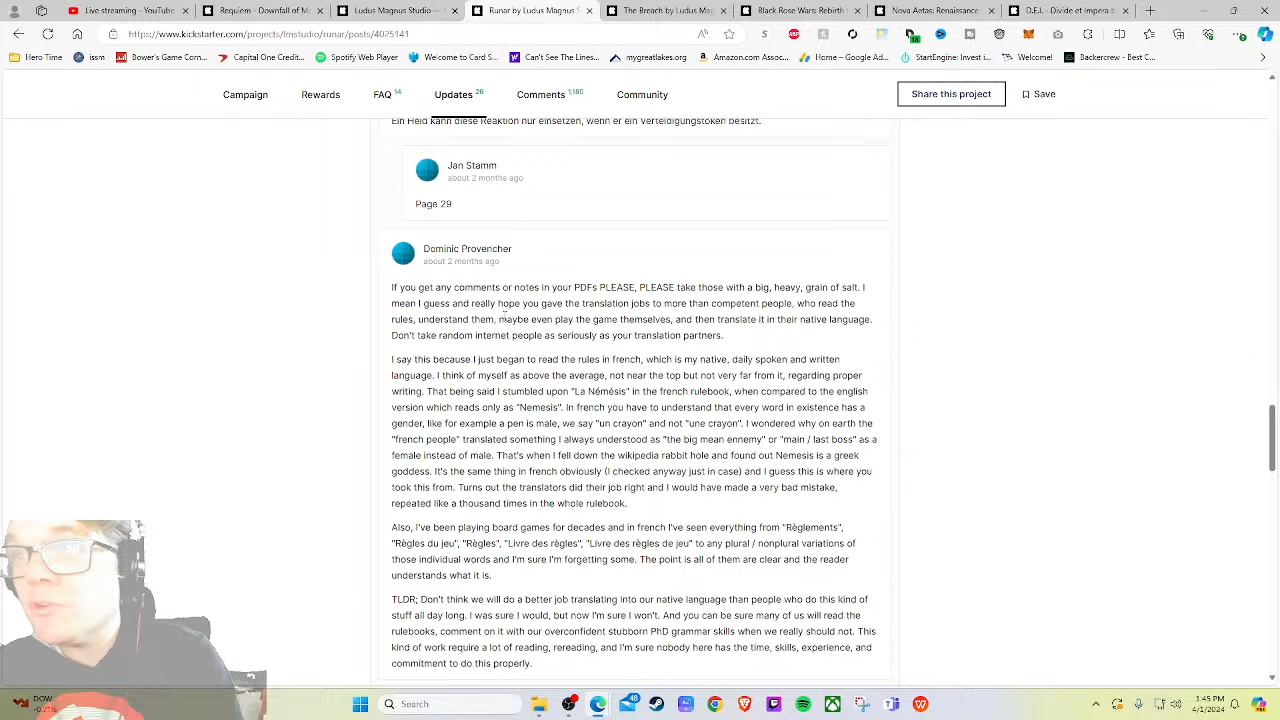 Live streaming - YouTube
Requiem - Downfall of M
Ludus Magnus Studio —
Runar by Ludus Magnus S
The Breach by Ludus Mag
Black Rose Wars Rebirth
Nova Aetas: Renaissance
D.E.I. - Divide et Impera b
https://www.kickstarter.com/projects/lmstudio/runar/posts/4025141
Hero Time
issin
Dower's Game Corn...
Capital One Credit...
Spotify Web Player
Welcome to Card S...
Can't See The Lines...
mygreatlakes.org
Amazon.com Assoc...
Home – Google Ad...
StartEngine: Invest i...
Welcome!
Backercrew - Best C...
Campaign
Rewards
FAQ 14
Updates 26
Comments 1,180
Community
Share this project
Save
Ein Held kann diese Reaktion nur einsetzen, wenn er ein Verteidigungstoken besitzt.
Jan Stamm
about 2 months ago
Page 29
Dominic Provencher
about 2 months ago
If you get any comments or notes in your PDFs PLEASE, PLEASE take those with a big, heavy, grain of salt. I
mean I guess and really hope you gave the translation jobs to more than competent people, who read the
rules, understand them, maybe even play the game themselves, and then translate it in their native language.
Don't take random internet people as seriously as your translation partners.
I say this because I just began to read the rules in french, which is my native, daily spoken and written
language. I think of myself as above the average, not near the top but not very far from it, regarding proper
writing. That being said I stumbled upon "La Némésis" in the french rulebook, when compared to the english
version which reads only as "Nemesis". In french you have to understand that every word in existence has a
gender, like for example a pen is male, we say "un crayon" and not "une crayon". I wondered why on earth the
"french people" translated something I always understood as "the big mean ennemy" or "main / last boss" as a
female instead of male. That's when I fell down the wikipedia rabbit hole and found out Nemesis is a greek
goddess. It's the same thing in french obviously (I checked anyway just in case) and I guess this is where you
took this from. Turns out the translators did their job right and I would have made a very bad mistake,
repeated like a thousand times in the whole rulebook.
Also, I've been playing board games for decades and in french I've seen everything from "Règlements",
"Règles du jeu", "Règles", "Livre des règles", "Livre des règles de jeu" to any plural / nonplural variations of
those individual words and I'm sure I'm forgetting some. The point is all of them are clear and the reader
understands what it is.
TLDR; Don't think we will do a better job translating into our native language than people who do this kind of
stuff all day long. I was sure I would, but now I'm sure I won't. And you can be sure many of us will read the
rulebooks, comment on it with our overconfident stubborn PhD grammar skills when we really should not. This
kind of work require a lot of reading, rereading, and I'm sure nobody here has the time, skills, experience, and
commitment to do this properly.
DOW
Search
48
1:45 PM
4/1/2024